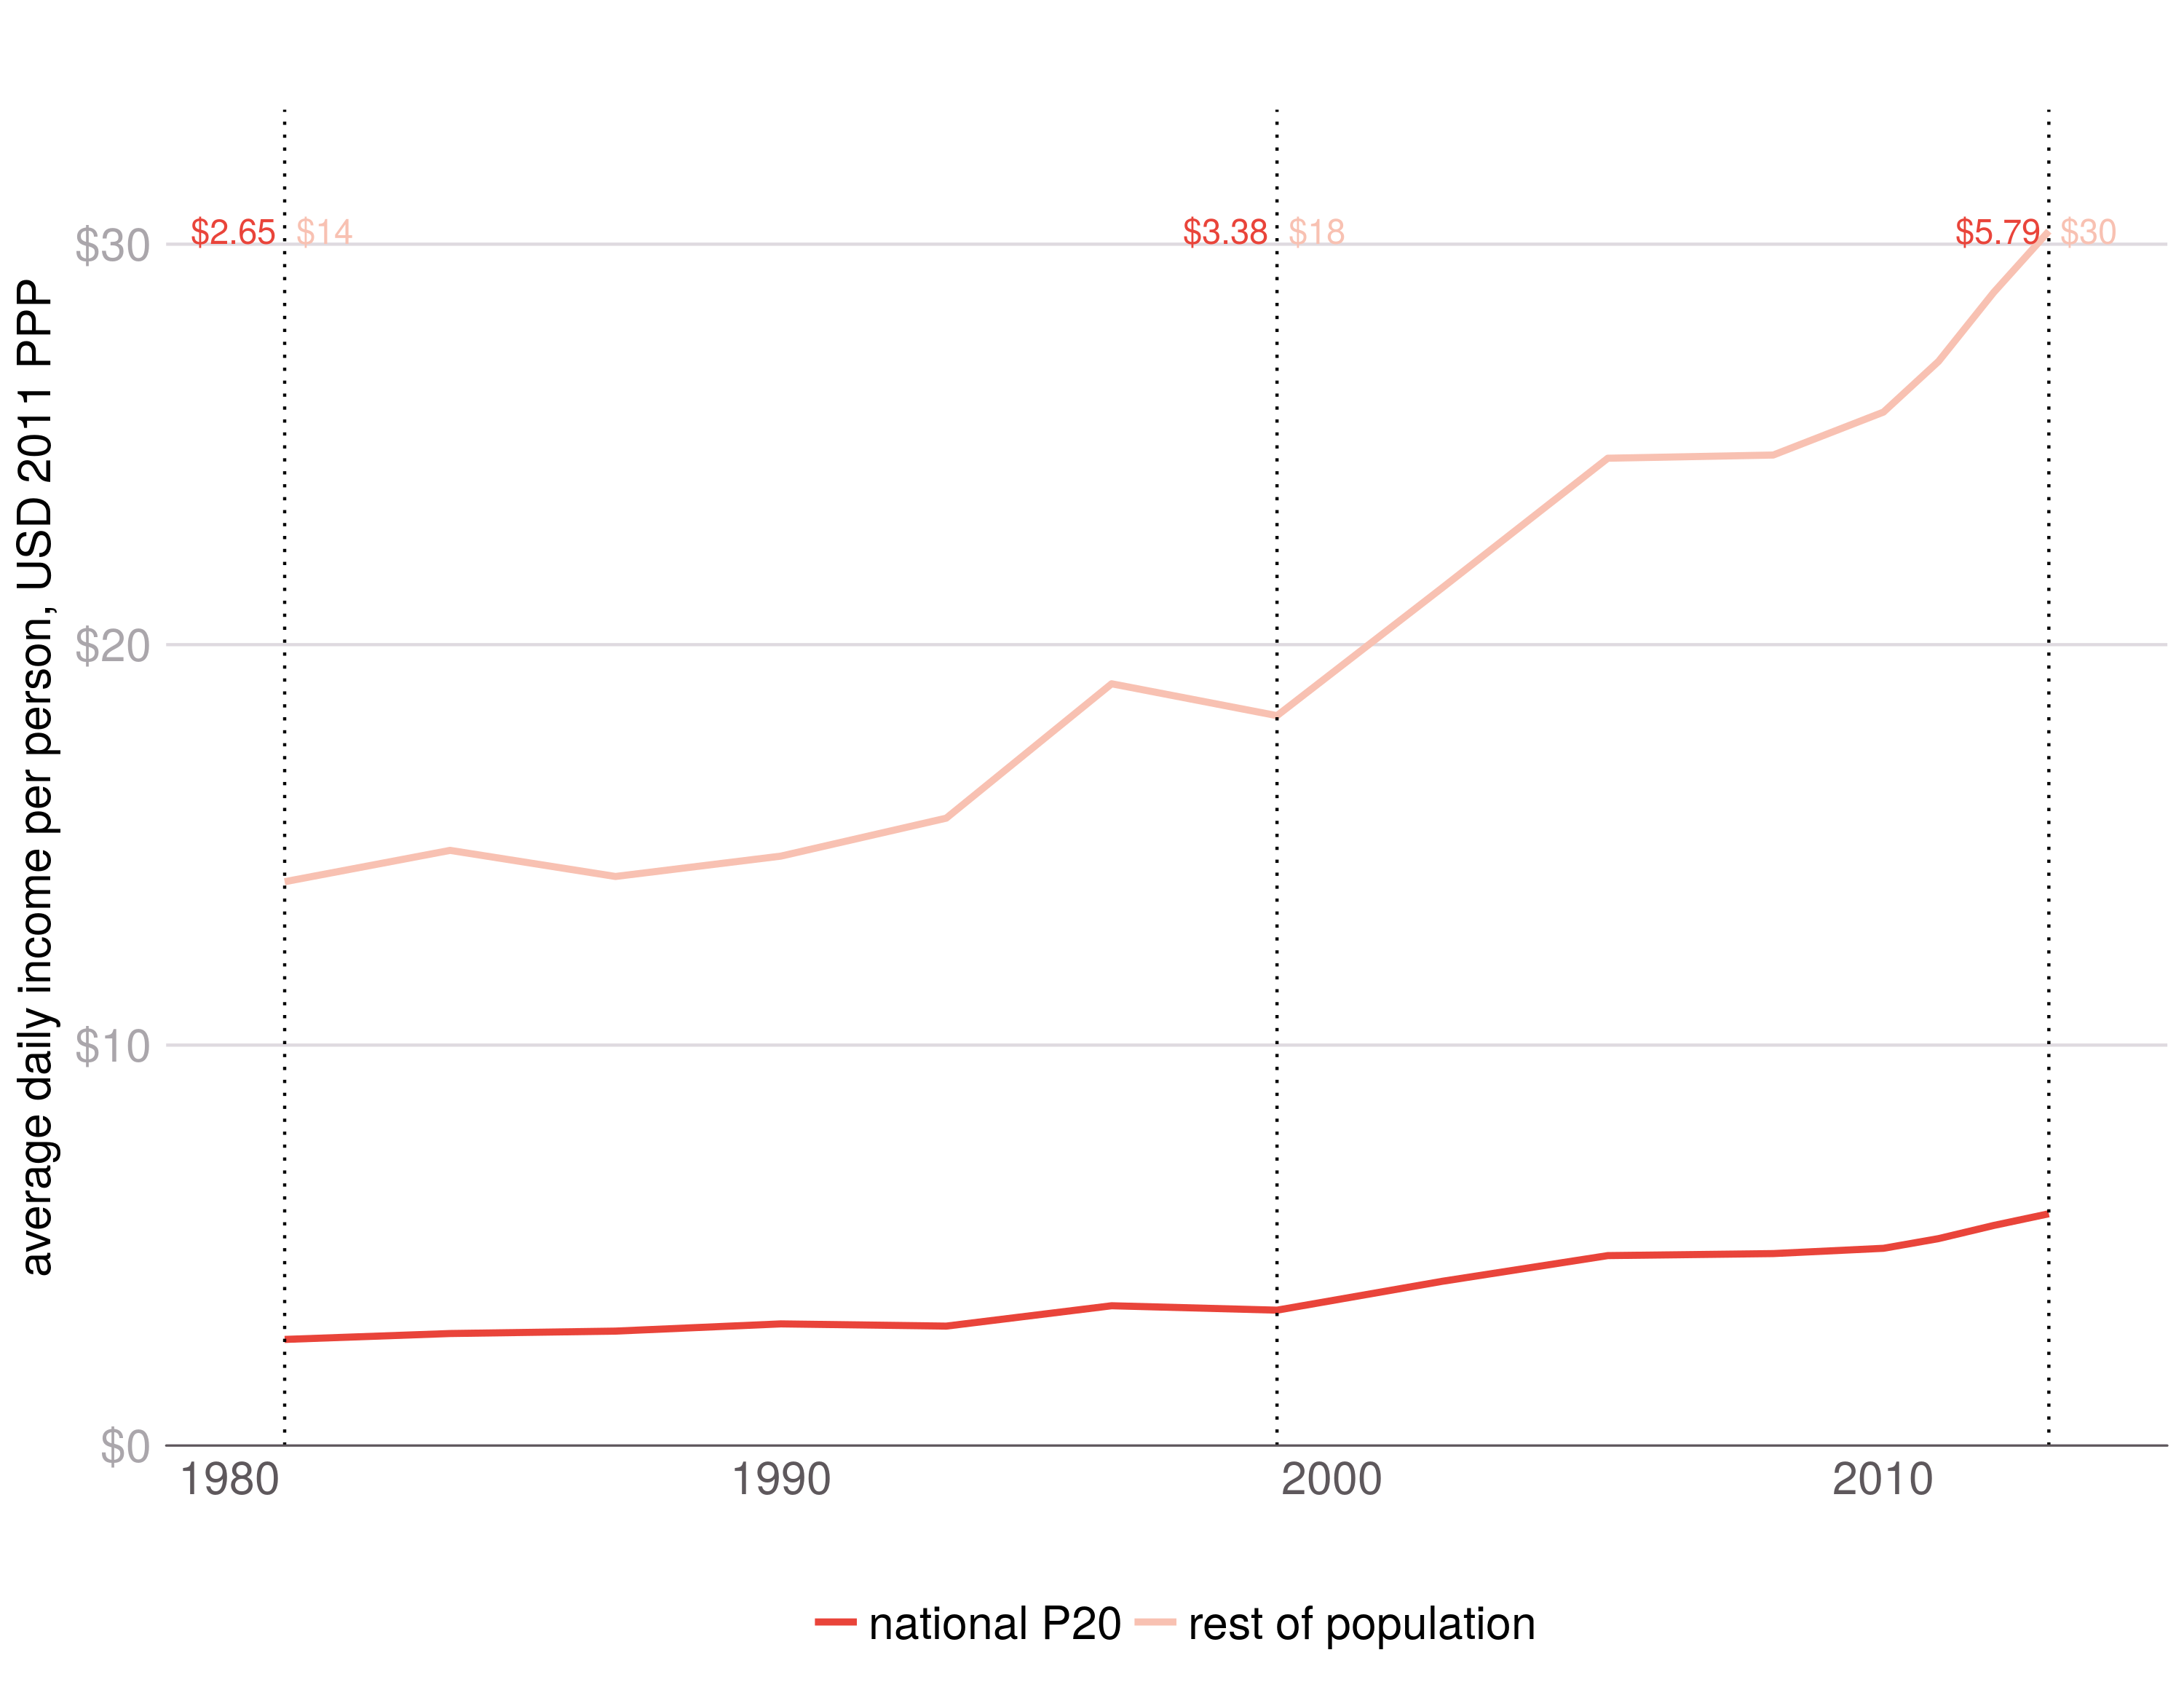 $2.65 $14 $3.38 $18 $5.79 $30
$30
$20
$10
$0
average daily income per person, USD 2011 PPP
1980 1990 2000 2010
national P20 rest of population